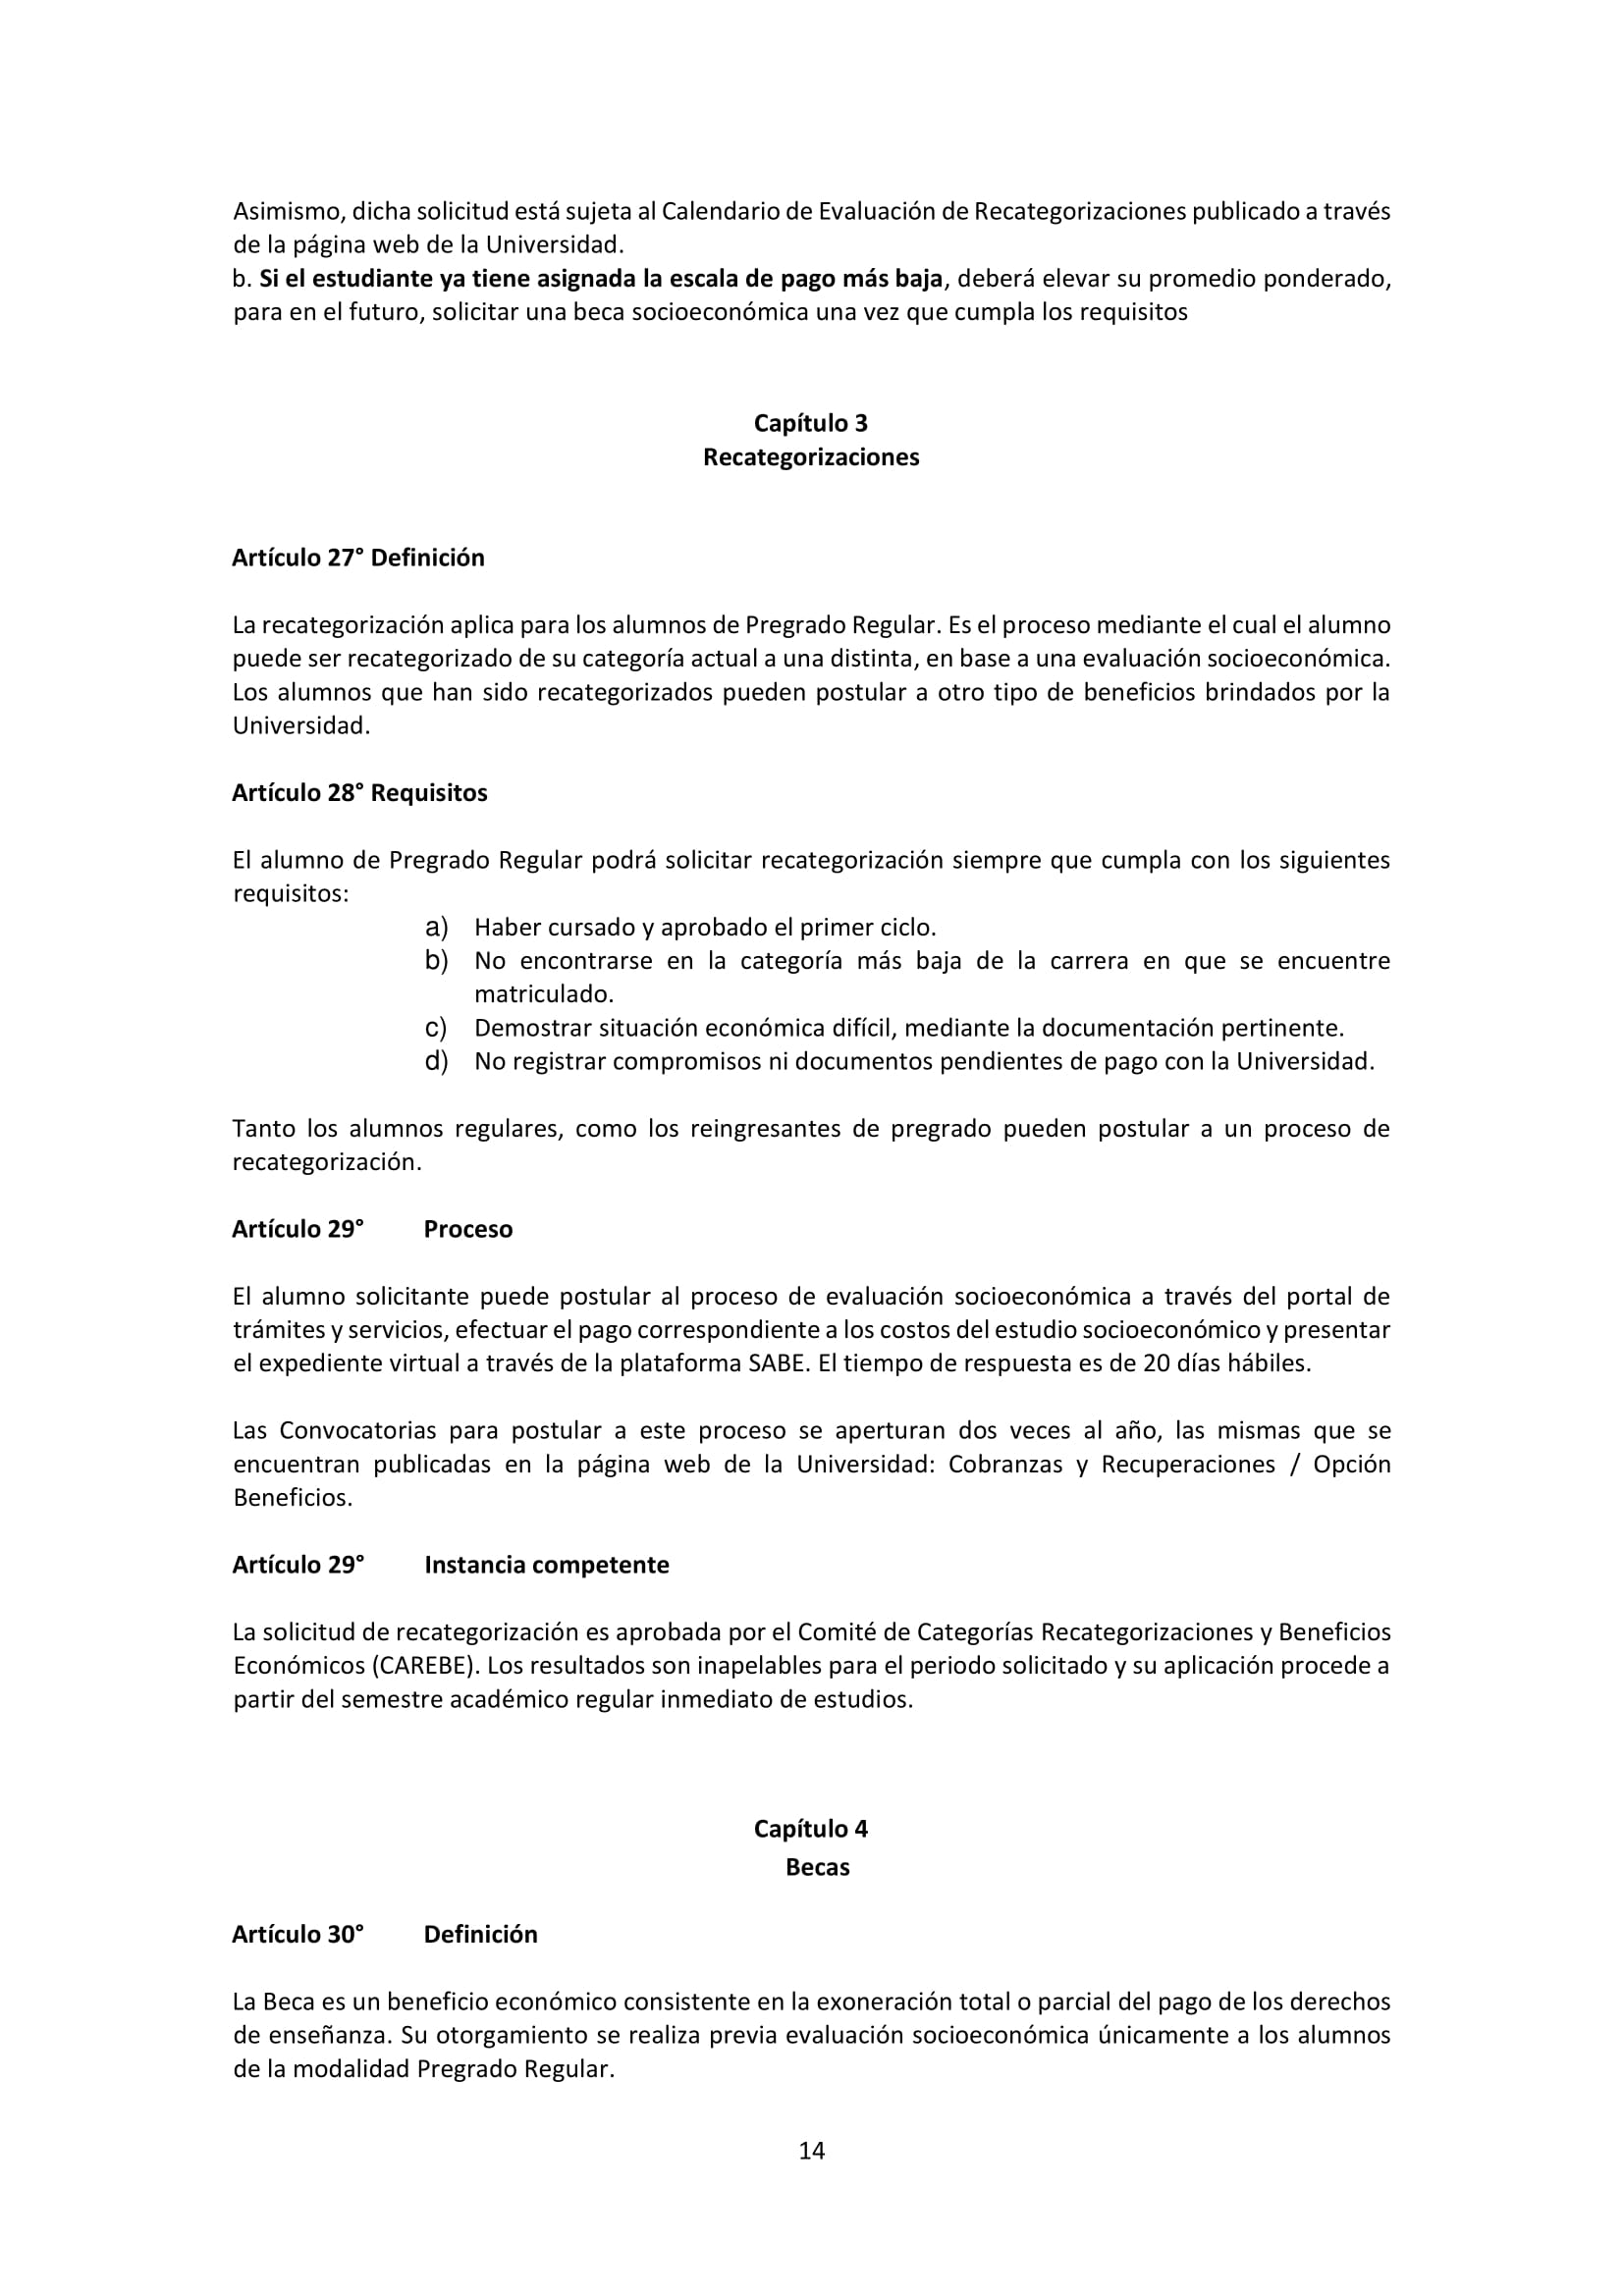 Asimismo, dicha solicitud está sujeta al Calendario de Evaluación de Recategorizaciones publicado a través
de la página web de la Universidad.
b. Si el estudiante ya tiene asignada la escala de pago más baja, deberá elevar su promedio ponderado,
para en el futuro, solicitar una beca socioeconómica una vez que cumpla los requisitos
Capítulo 3
Recategorizaciones
Artículo 27° Definición
La recategorización aplica para los alumnos de Pregrado Regular. Es el proceso mediante el cual el alumno
puede ser recategorizado de su categoría actual a una distinta, en base a una evaluación socioeconómica.
Los alumnos que han sido recategorizados pueden postular a otro tipo de beneficios brindados por la
Universidad.
Artículo 28° Requisitos
El alumno de Pregrado Regular podrá solicitar recategorización siempre que cumpla con los siguientes
requisitos:
a) Haber cursado y aprobado el primer ciclo.
b) No encontrarse en la categoría más baja de la carrera en que se encuentre
matriculado.
c) Demostrar situación económica difícil, mediante la documentación pertinente.
d) No registrar compromisos ni documentos pendientes de pago con la Universidad.
Tanto los alumnos regulares, como los reingresantes de pregrado pueden postular a un proceso de
recategorización.
Artículo 29° Proceso
El alumno solicitante puede postular al proceso de evaluación socioeconómica a través del portal de
trámites y servicios, efectuar el pago correspondiente a los costos del estudio socioeconómico y presentar
el expediente virtual a través de la plataforma SABE. El tiempo de respuesta es de 20 días hábiles.
Las Convocatorias para postular a este proceso se aperturan dos veces al año, las mismas que se
encuentran publicadas en la página web de la Universidad: Cobranzas y Recuperaciones / Opción
Beneficios.
Artículo 29° Instancia competente
La solicitud de recategorización es aprobada por el Comité de Categorías Recategorizaciones y Beneficios
Económicos (CAREBE). Los resultados son inapelables para el periodo solicitado y su aplicación procede a
partir del semestre académico regular inmediato de estudios.
Capítulo 4
Becas
Artículo 30° Definición
La Beca es un beneficio económico consistente en la exoneración total o parcial del pago de los derechos
de enseñanza. Su otorgamiento se realiza previa evaluación socioeconómica únicamente a los alumnos
de la modalidad Pregrado Regular.
14